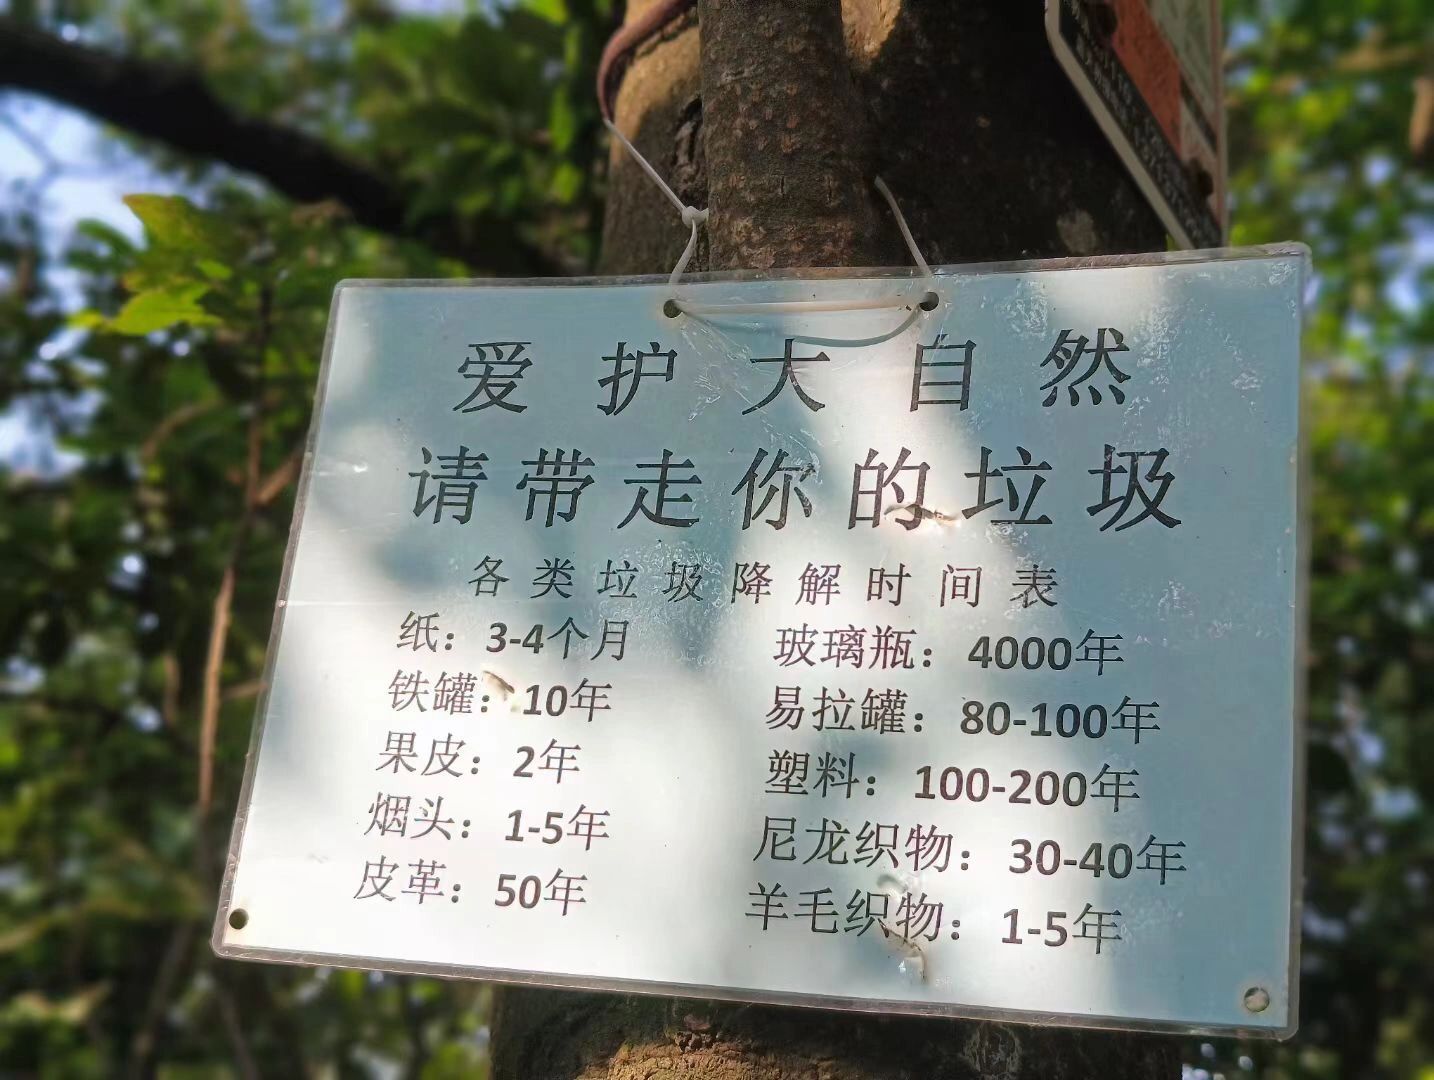 爱护大自然
请带走你的垃圾
各类垃圾降解时间表
纸：3-4个月
铁罐：10年
果皮：2年
烟头：1-5年
皮革：50年
玻璃瓶：4000年
易拉罐：80-100年
塑料：100-200年
尼龙织物：30-40年
羊毛织物：1-5年